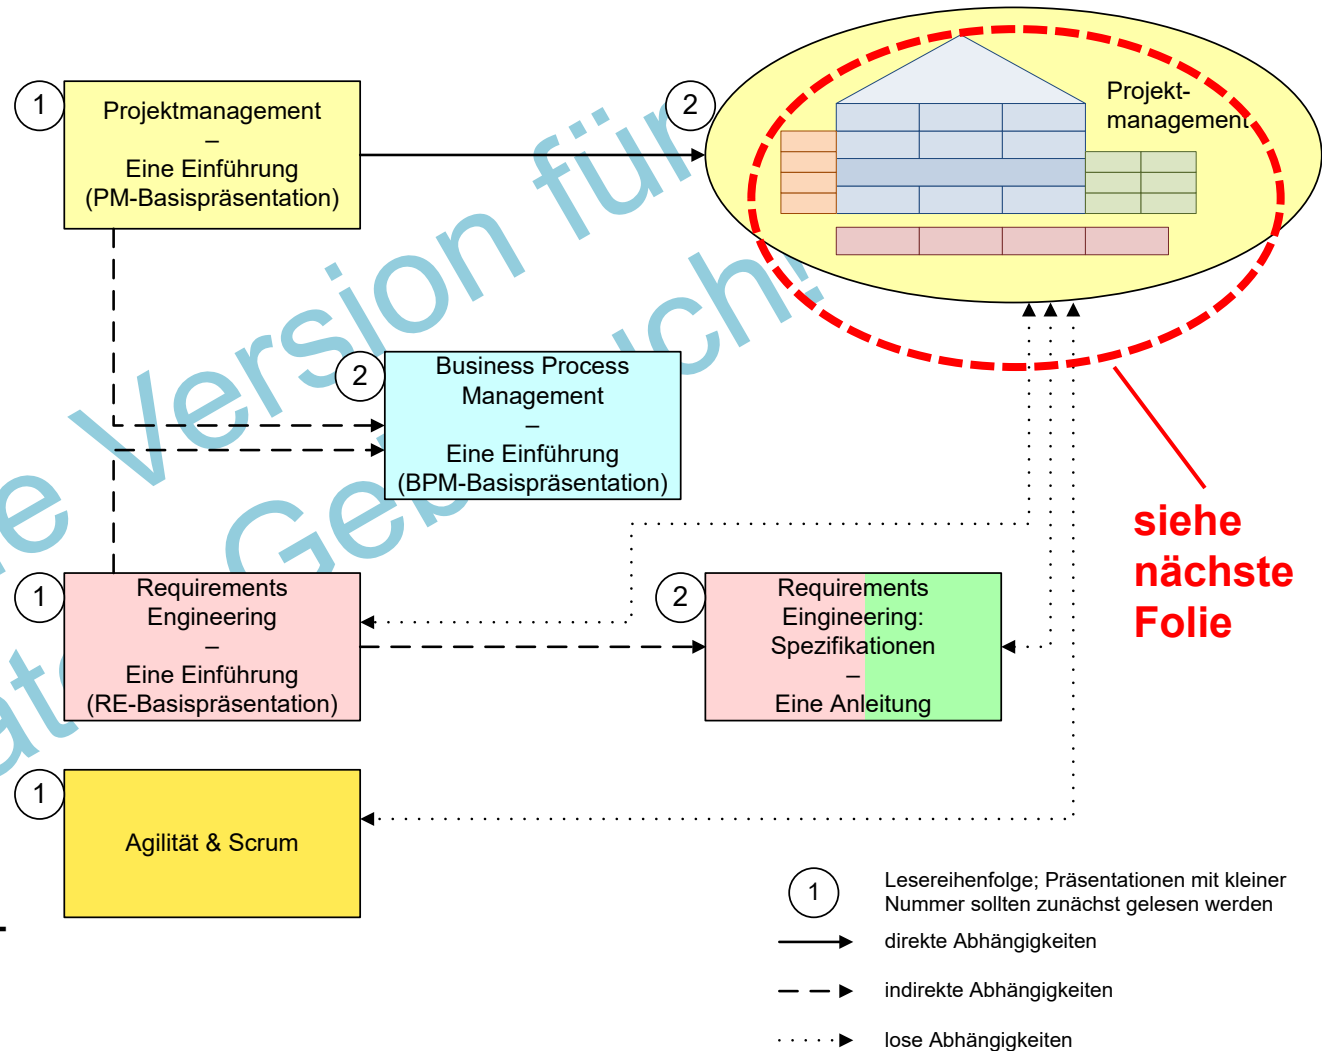 1
Projektmanagement
–
Eine Einführung
(PM-Basispräsentation)
2
Projekt-
management
2
Business Process
Management
–
Eine Einführung
(BPM-Basispräsentation)
siehe
nächste
Folie
1
Requirements
Engineering
–
Eine Einführung
(RE-Basispräsentation)
2
Requirements
Eingineering:
Spezifikationen
–
Eine Anleitung
1
Agilität & Scrum
1
Lesereihenfolge; Präsentationen mit kleiner
Nummer sollten zunächst gelesen werden
direkte Abhängigkeiten
indirekte Abhängigkeiten
lose Abhängigkeiten
Version für